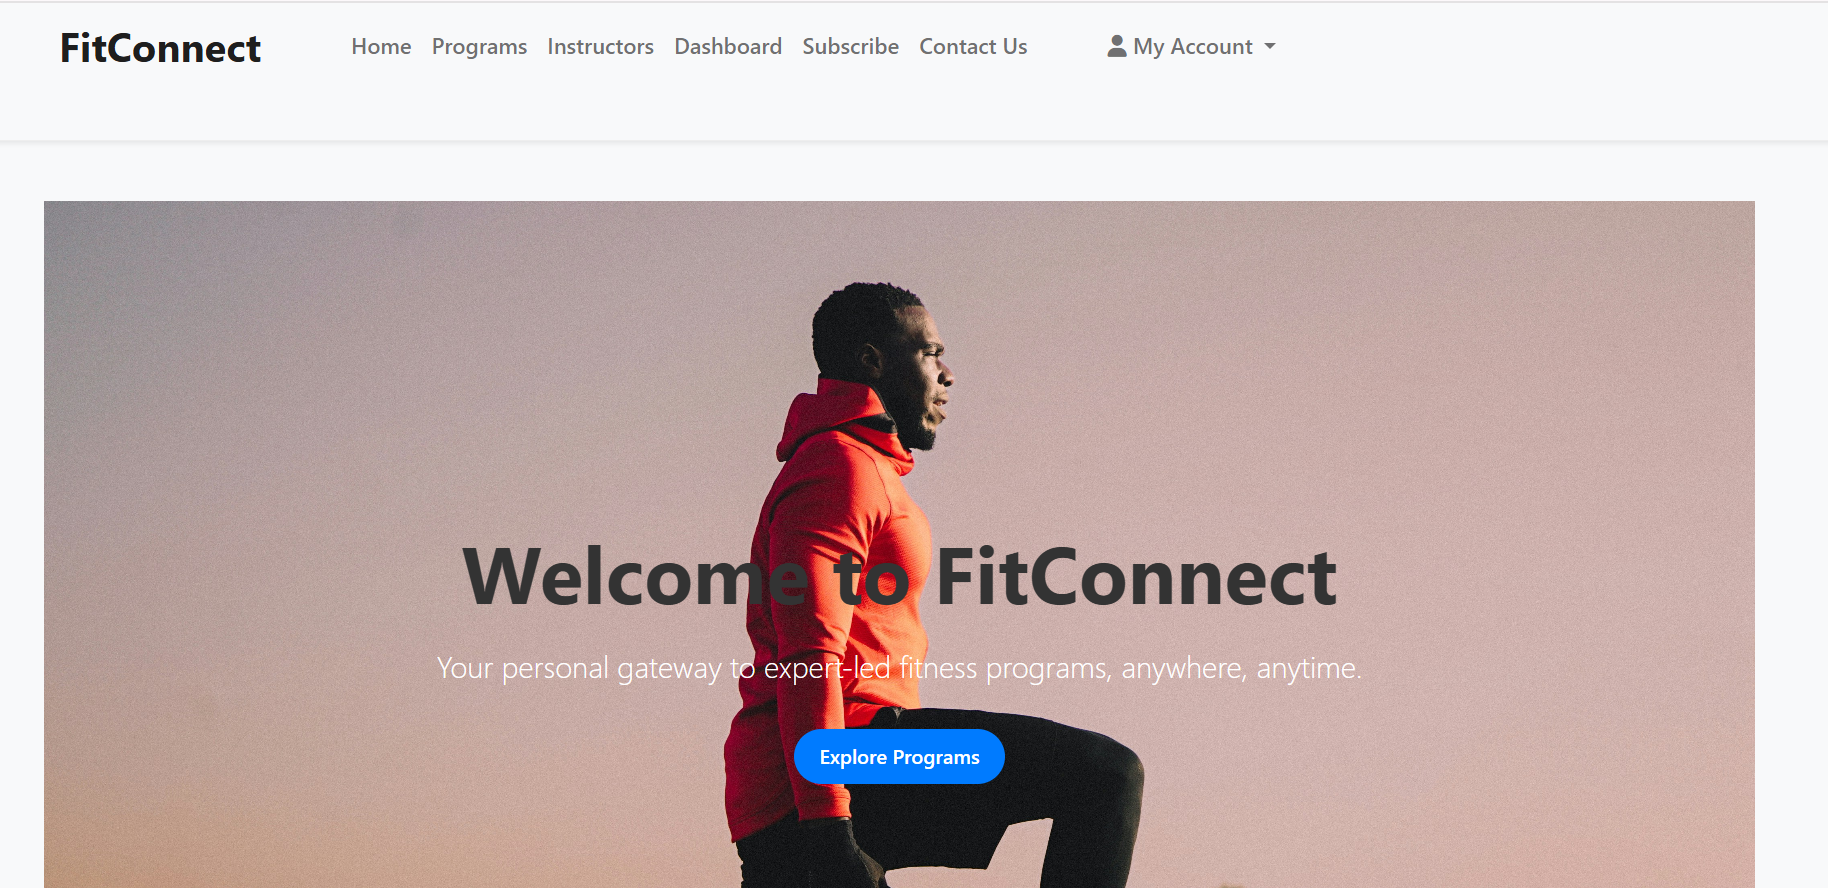 FitConnect Home Programs Instructors Dashboard Subscribe Contact Us My Account
Welcome to FitConnect
Your personal gateway to expert-led fitness programs, anywhere, anytime.
Explore Programs